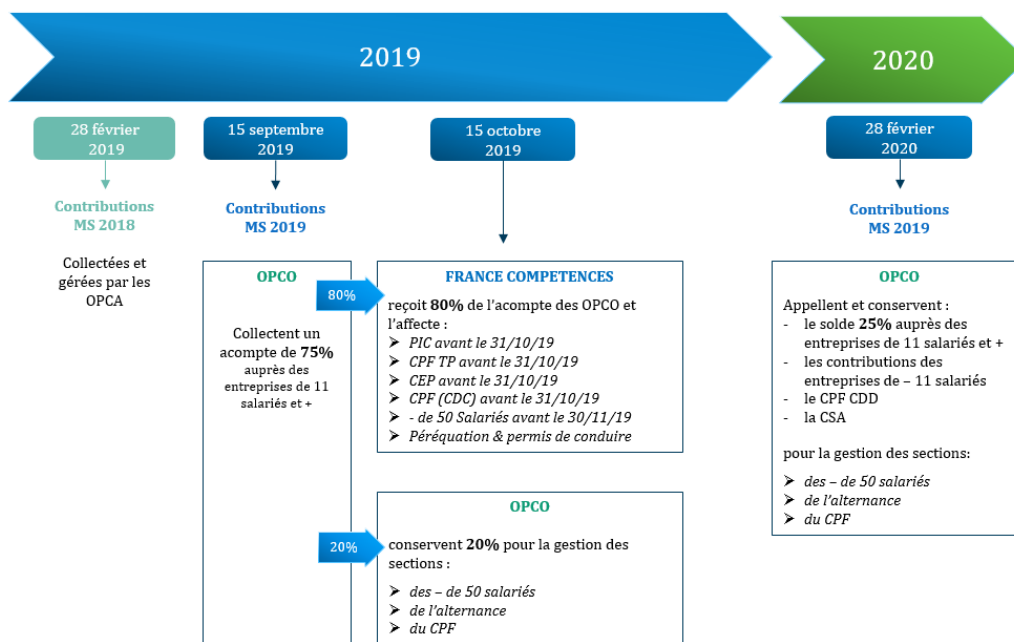 2019
2020
28 février
2019
15 septembre
2019
15 octobre
2019
28 février
2020
Contributions
MS 2018
Collectées et
gérées par les
OPCA
Contributions
MS 2019
OPCO
Collectent un
acompte de 75%
auprès des
entreprises de 11
salariés et +
80%
FRANCE COMPETENCES
reçoit 80% de l'acompte des OPCO et
l'affecte :
➤ PIC avant le 31/10/19
➤ CPF TP avant le 31/10/19
➤ CEP avant le 31/10/19
➤ CPF (CDC) avant le 31/10/19
➤ - de 50 Salariés avant le 30/11/19
➤ Péréquation & permis de conduire
20%
OPCO
conservent 20% pour la gestion des
sections :
➤ des – de 50 salariés
➤ de l'alternance
➤ du CPF
Contributions
MS 2019
OPCO
Appellent et conservent :
- le solde 25% auprès des
entreprises de 11 salariés et +
- les contributions des
entreprises de – 11 salariés
- le CPF CDD
- la CSA
pour la gestion des sections:
➤ des – de 50 salariés
➤ de l'alternance
➤ du CPF